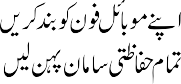 اپنے موبائل فون کو بند کریں
تمام حفاظتی سامان پہن لیں